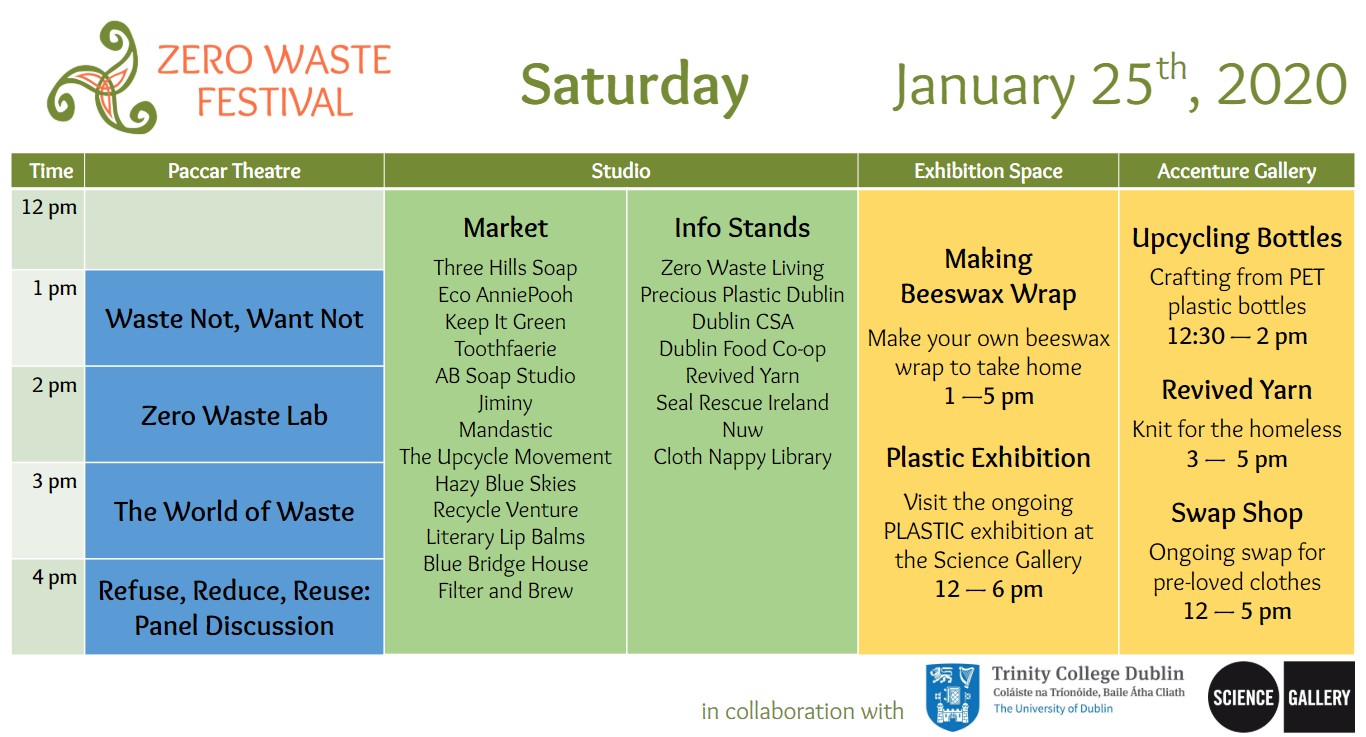 ZERO WASTE
FESTIVAL
Saturday
January 25th, 2020
Time
Paccar Theatre
Studio
Exhibition Space
Accenture Gallery
12 pm
1 pm
Waste Not, Want Not
2 pm
Zero Waste Lab
3 pm
The World of Waste
4 pm
Refuse, Reduce, Reuse:
Panel Discussion
Market
Three Hills Soap
Eco AnniePooh
Keep It Green
Toothfaerie
AB Soap Studio
Jiminy
Mandastic
The Upcycle Movement
Hazy Blue Skies
Recycle Venture
Literary Lip Balms
Blue Bridge House
Filter and Brew
Info Stands
Zero Waste Living
Precious Plastic Dublin
Dublin CSA
Dublin Food Co-op
Revived Yarn
Seal Rescue Ireland
Nuw
Cloth Nappy Library
Making
Beeswax Wrap
Make your own beeswax
wrap to take home
1 —5 pm
Plastic Exhibition
Visit the ongoing
PLASTIC exhibition at
the Science Gallery
12 — 6 pm
Upcycling Bottles
Crafting from PET
plastic bottles
12:30 — 2 pm
Revived Yarn
Knit for the homeless
3 — 5 pm
Swap Shop
Ongoing swap for
pre-loved clothes
12 — 5 pm
in collaboration with
Trinity College Dublin
Coláiste na Tríonóide, Baile Átha Cliath
The University of Dublin
SCIENCE
GALLERY